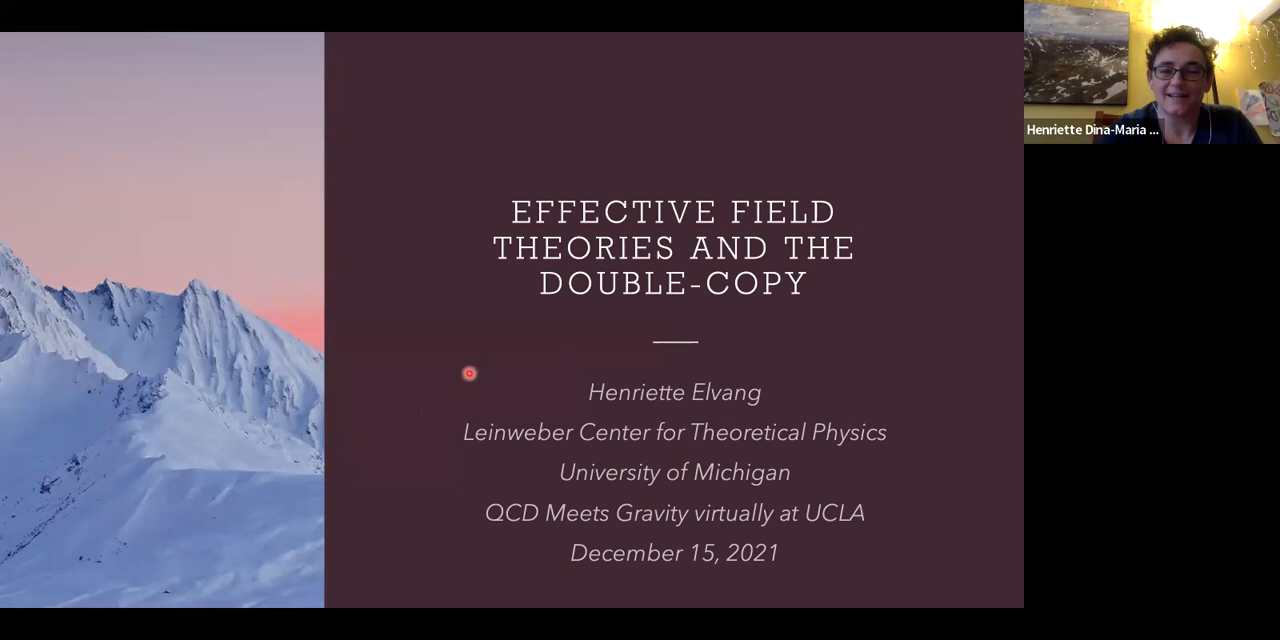 EFFECTIVE FIELD
THEORIES AND THE
DOUBLE-COPY
Henriette Elvang
Leinweber Center for Theoretical Physics
University of Michigan
QCD Meets Gravity virtually at UCLA
December 15, 2021
Henriette Dina-Maria ...